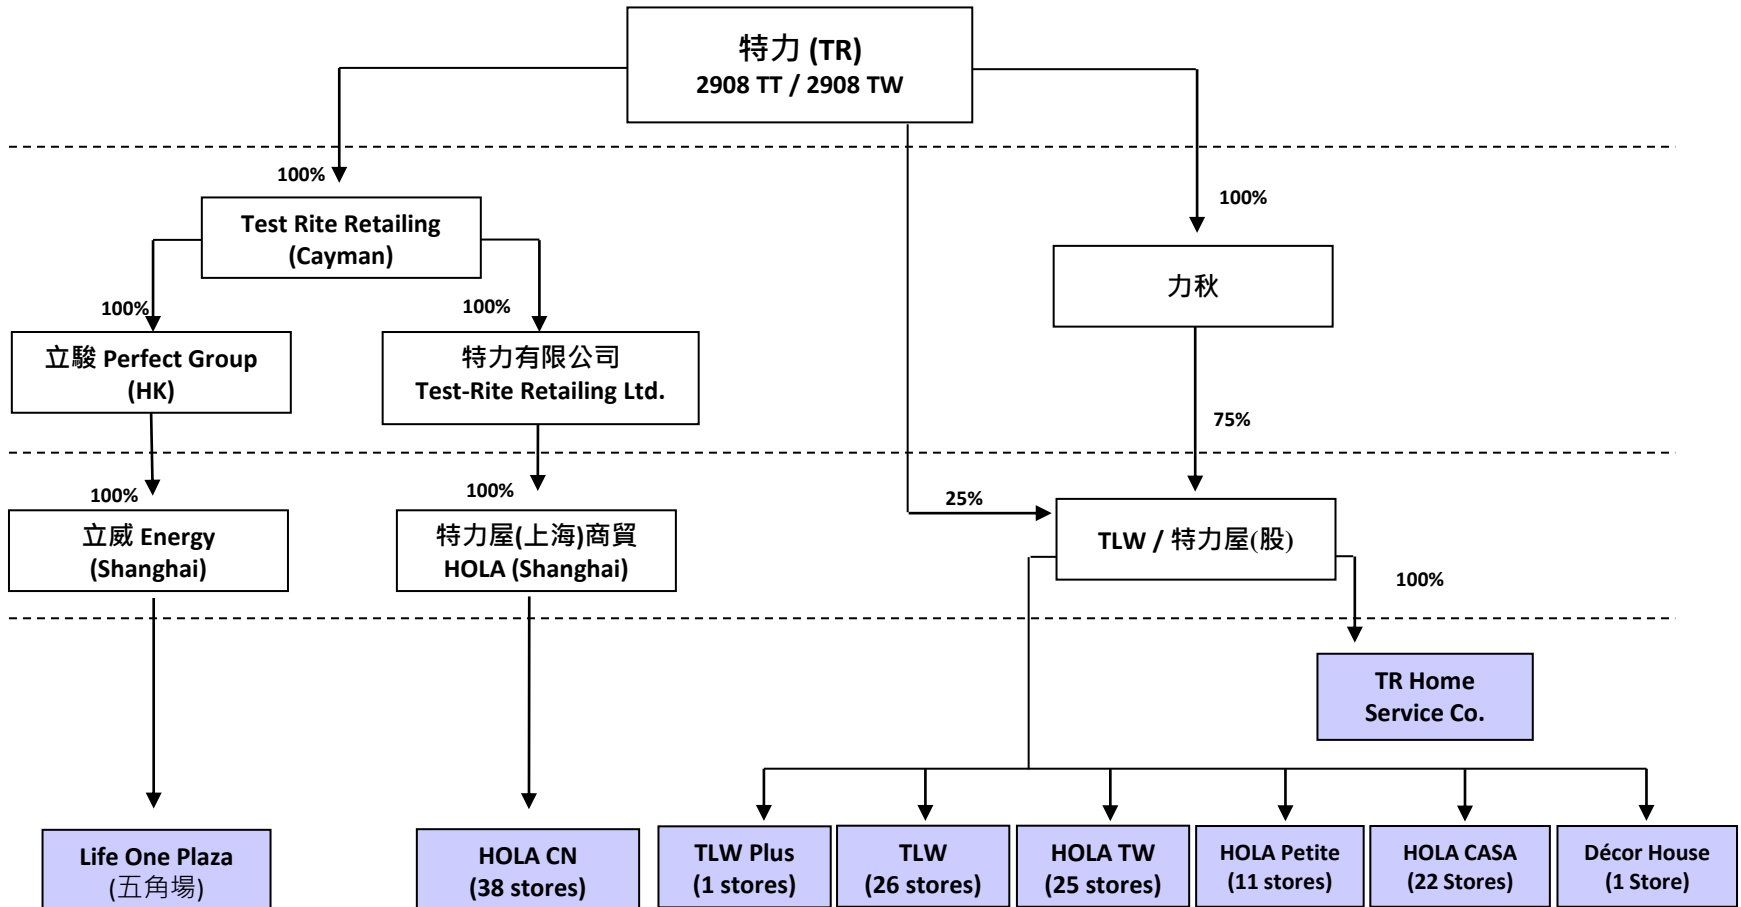 特力 (TR)
2908 TT / 2908 TW
100%
100%
Test Rite Retailing
(Cayman)
力秋
100%
100%
立駿 Perfect Group
(HK)
特力有限公司
Test-Rite Retailing Ltd.
75%
100%
100%
25%
立威 Energy
(Shanghai)
特力屋(上海)商貿
HOLA (Shanghai)
TLW / 特力屋(股)
100%
TR Home
Service Co.
Life One Plaza
(五角場)
HOLA CN
(38 stores)
TLW Plus
(1 stores)
TLW
(26 stores)
HOLA TW
(25 stores)
HOLA Petite
(11 stores)
HOLA CASA
(22 Stores)
Décor House
(1 Store)